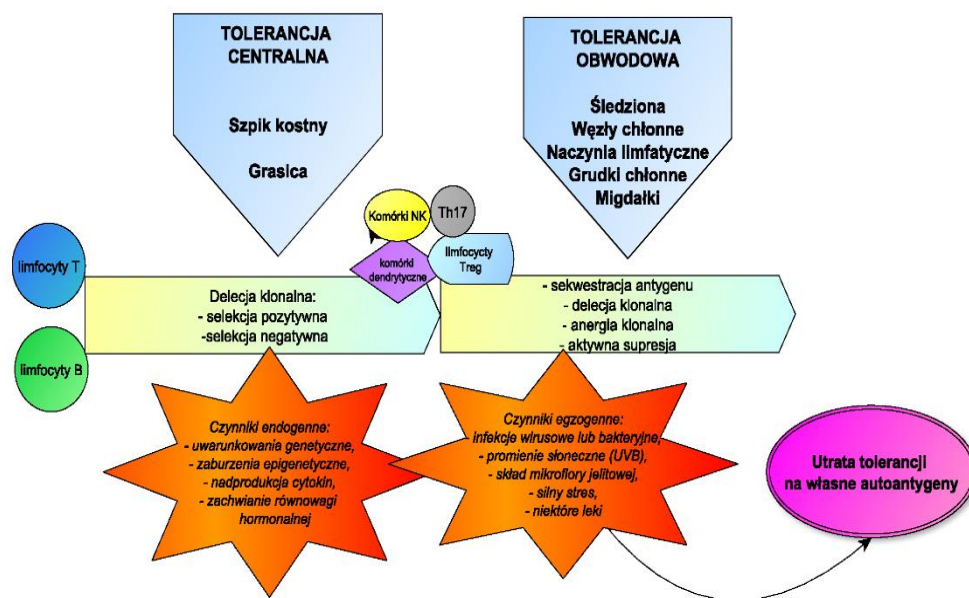 TOLERANCJA
CENTRALNA
Szpik kostny
Grasica
TOLERANCJA
OBWODOWA
Śledziona
Węzły chłonne
Naczynia limfatyczne
Grudki chłonne
Migdałki
Komórki NK
Th17
komórki
dendrytyczne
limfocycty
Treg
limfocyty T
limfocyty B
Delecja klonalna:
- selekcja pozytywna
-selekcja negatywna
- sekwestracja antygenu
- delecja klonalna
- anergia klonalna
- aktywna supresja
Czynniki endogenne:
- uwarunkowania genetyczne,
- zaburzenia epigenetyczne,
- nadprodukcja cytokin,
- zachwianie równowagi
hormonalnej
Czynniki egzogenne:
- infekcje wirusowe lub bakteryjne,
- promienie słoneczne (UVB),
- skład mikroflory jelitowej,
- silny stres,
- niektóre leki
Utrata tolerancji
na własne autoantygeny